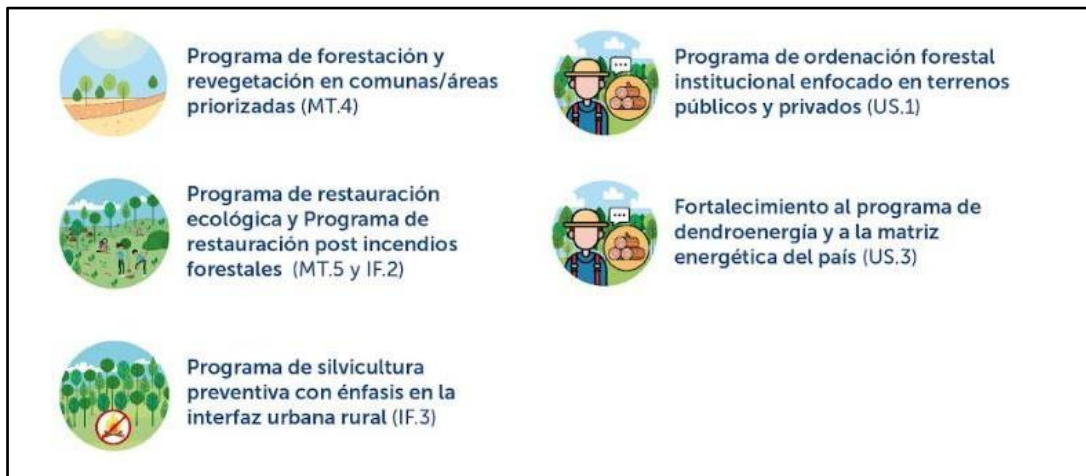 Programa de forestación y
revegetación en comunas/áreas
priorizadas (MT.4)
Programa de restauración
ecológica y Programa de
restauración post incendios
forestales (MT.5 y IF.2)
Programa de silvicultura
preventiva con énfasis en la
interfaz urbana rural (IF.3)
Programa de ordenación forestal
institucional enfocado en terrenos
públicos y privados (US.1)
Fortalecimiento al programa de
dendroenergía y a la matriz
energética del país (US.3)